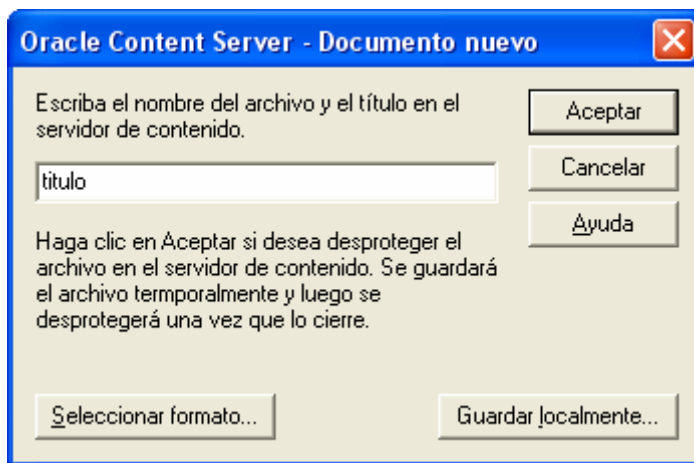 Oracle Content Server - Documento nuevo
Escriba el nombre del archivo y el título en el
servidor de contenido.
Aceptar
titulo
Cancelar
Ayuda
Haga clic en Aceptar si desea desproteger el
archivo en el servidor de contenido. Se guardará
el archivo termporalmente y luego se
desprotegerá una vez que lo cierre.
Seleccionar formato...
Guardar localmente...